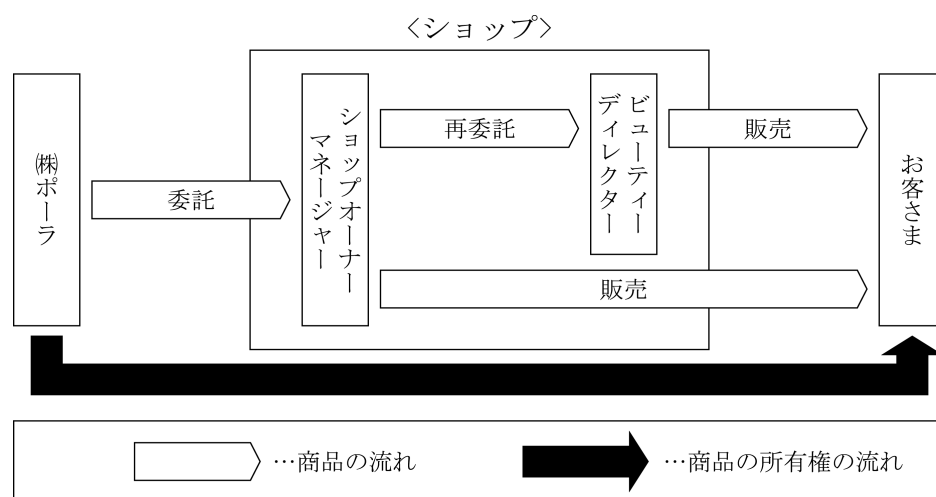 〈ショップ〉
㈱ポーラ
委託
ショップオーナー
マネージャー
再委託
ビューティー
ディレクター
販売
販売
お客さま
…商品の流れ
…商品の所有権の流れ